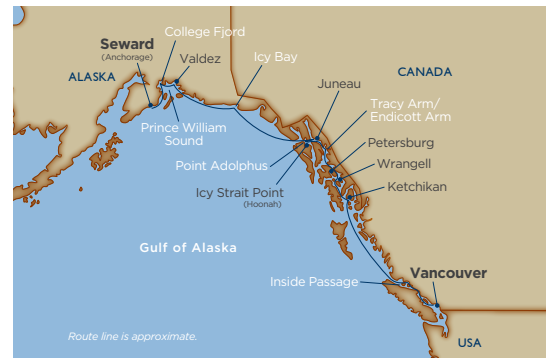 College Fjord
Seward
(Anchorage)
Valdez
Icy Bay
ALASKA
CANADA
Juneau
Tracy Arm/
Endicott Arm
Prince William
Sound
Petersburg
Point Adolphus
Wrangell
Icy Strait Point
(Hoonah)
Ketchikan
Gulf of Alaska
Inside Passage
Vancouver
Route line is approximate.
USA